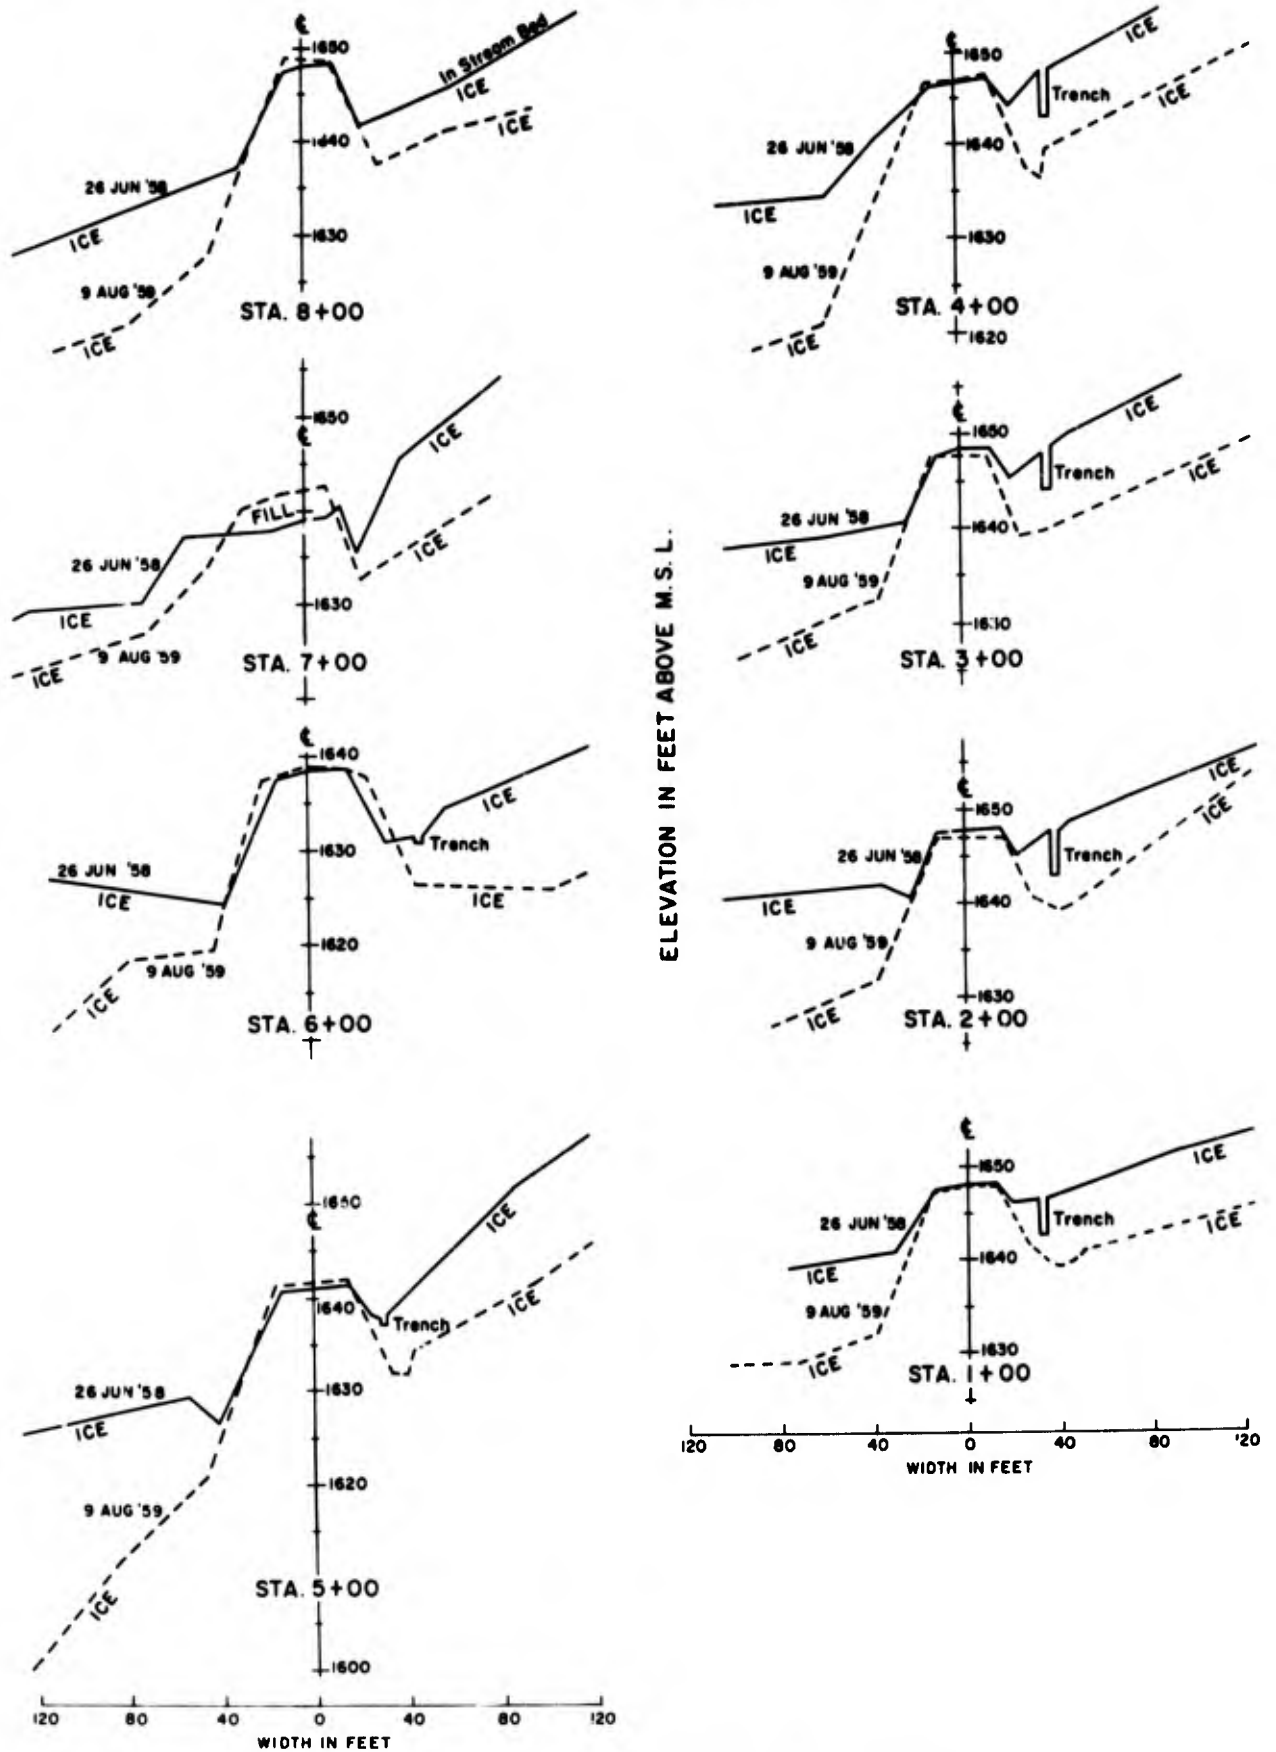 ℄
1650
In Stream Bed
ICE
1640
ICE
26 JUN '58
ICE
1630
9 AUG '59
STA. 8+00
ICE
1650
℄
ICE
FILL
ICE
26 JUN '58
ICE
1630
9 AUG '59
STA. 7+00
ICE
℄
1640
ICE
1630
Trench
26 JUN '58
ICE
ICE
1620
9 AUG '59
ICE
STA. 6+00
1650
℄
ICE
1640
Trench
ICE
26 JUN '58
ICE
1630
1620
9 AUG '59
STA. 5+00
ICE
1600
120 80 40 0 40 80 120
WIDTH IN FEET
ELEVATION IN FEET ABOVE M.S.L.
℄
1650
ICE
Trench
ICE
26 JUN '58
1640
ICE
1630
9 AUG '59
STA. 4+00
1620
ICE
℄
1650
ICE
Trench
ICE
26 JUN '58
1640
ICE
9 AUG '59
1630
ICE
STA. 3+00
℄
1650
ICE
ICE
26 JUN '58
Trench
ICE
1640
9 AUG '59
1630
ICE
STA. 2+00
℄
1650
ICE
26 JUN '58
Trench
ICE
1640
ICE
9 AUG '59
1630
ICE
STA. 1+00
120 80 40 0 40 80 120
WIDTH IN FEET